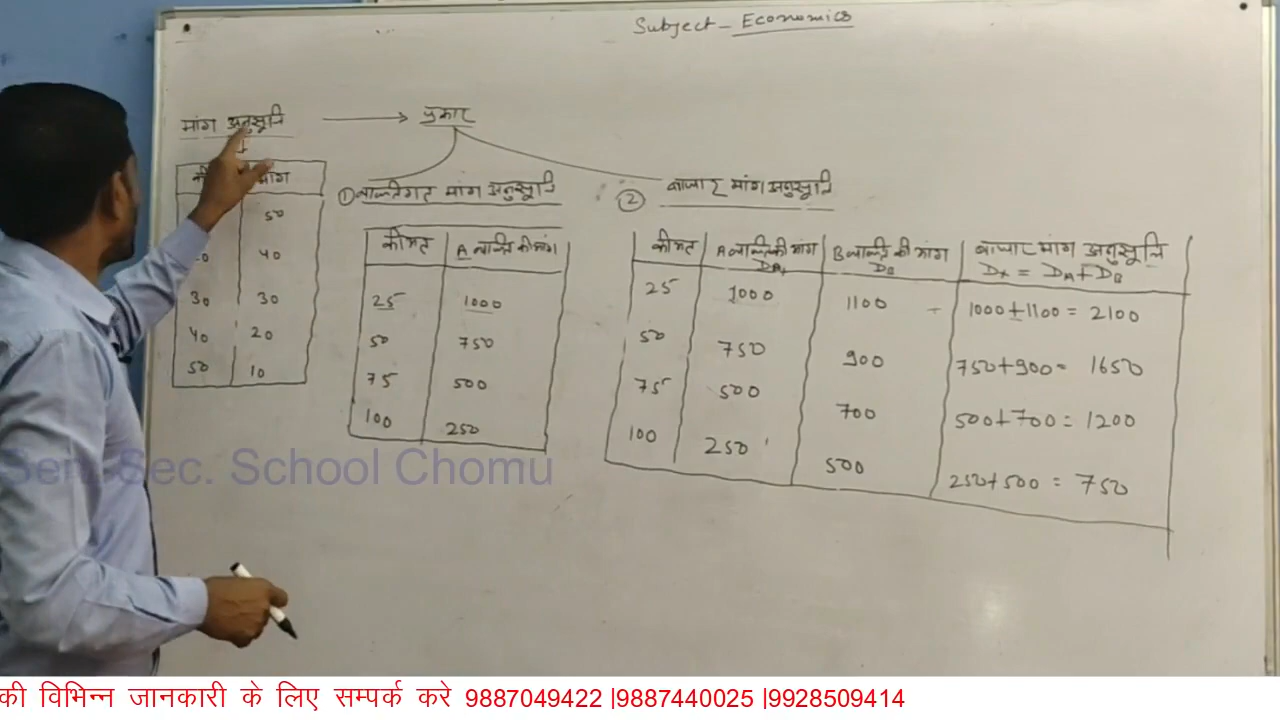 Subject - Economics
मांग अनुसूचि → प्रकार
मांग
50
40
30 30
40 20
50 10
① व्यक्तिगत मांग अनुसूचि
कीमत A व्यक्ति की मांग
25 1000
50 750
75 500
100 250
② बाजार मांग अनुसूचि
कीमत A व्यक्ति की मांग B व्यक्ति की मांग बाजार मांग अनुसूचि
DA DB Dx = DA+DB
25 1000 1100 1000+1100 = 2100
50 750 900 750+900= 1650
75 500 700 500+700= 1200
100 250 500 250+500 = 750
Sen. Sec. School Chomu
की विभिन्न जानकारी के लिए सम्पर्क करे 9887049422 |9887440025 |9928509414